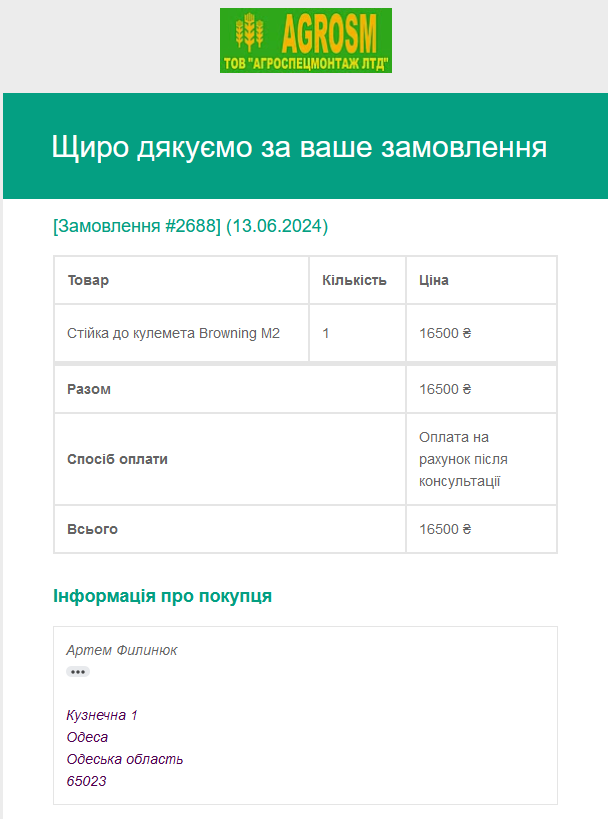 AGROSM
ТОВ "АГРОСПЕЦМОНТАЖ ЛТД"
Щиро дякуємо за ваше замовлення
[Замовлення #2688] (13.06.2024)
Товар Кількість Ціна
Стійка до кулемета Browning M2 1 16500 ₴
Разом 16500 ₴
Спосіб оплати Оплата на
рахунок після
консультації
Всього 16500 ₴
Інформація про покупця
Артем Филинюк
•••
Кузнечна 1
Одеса
Одеська область
65023